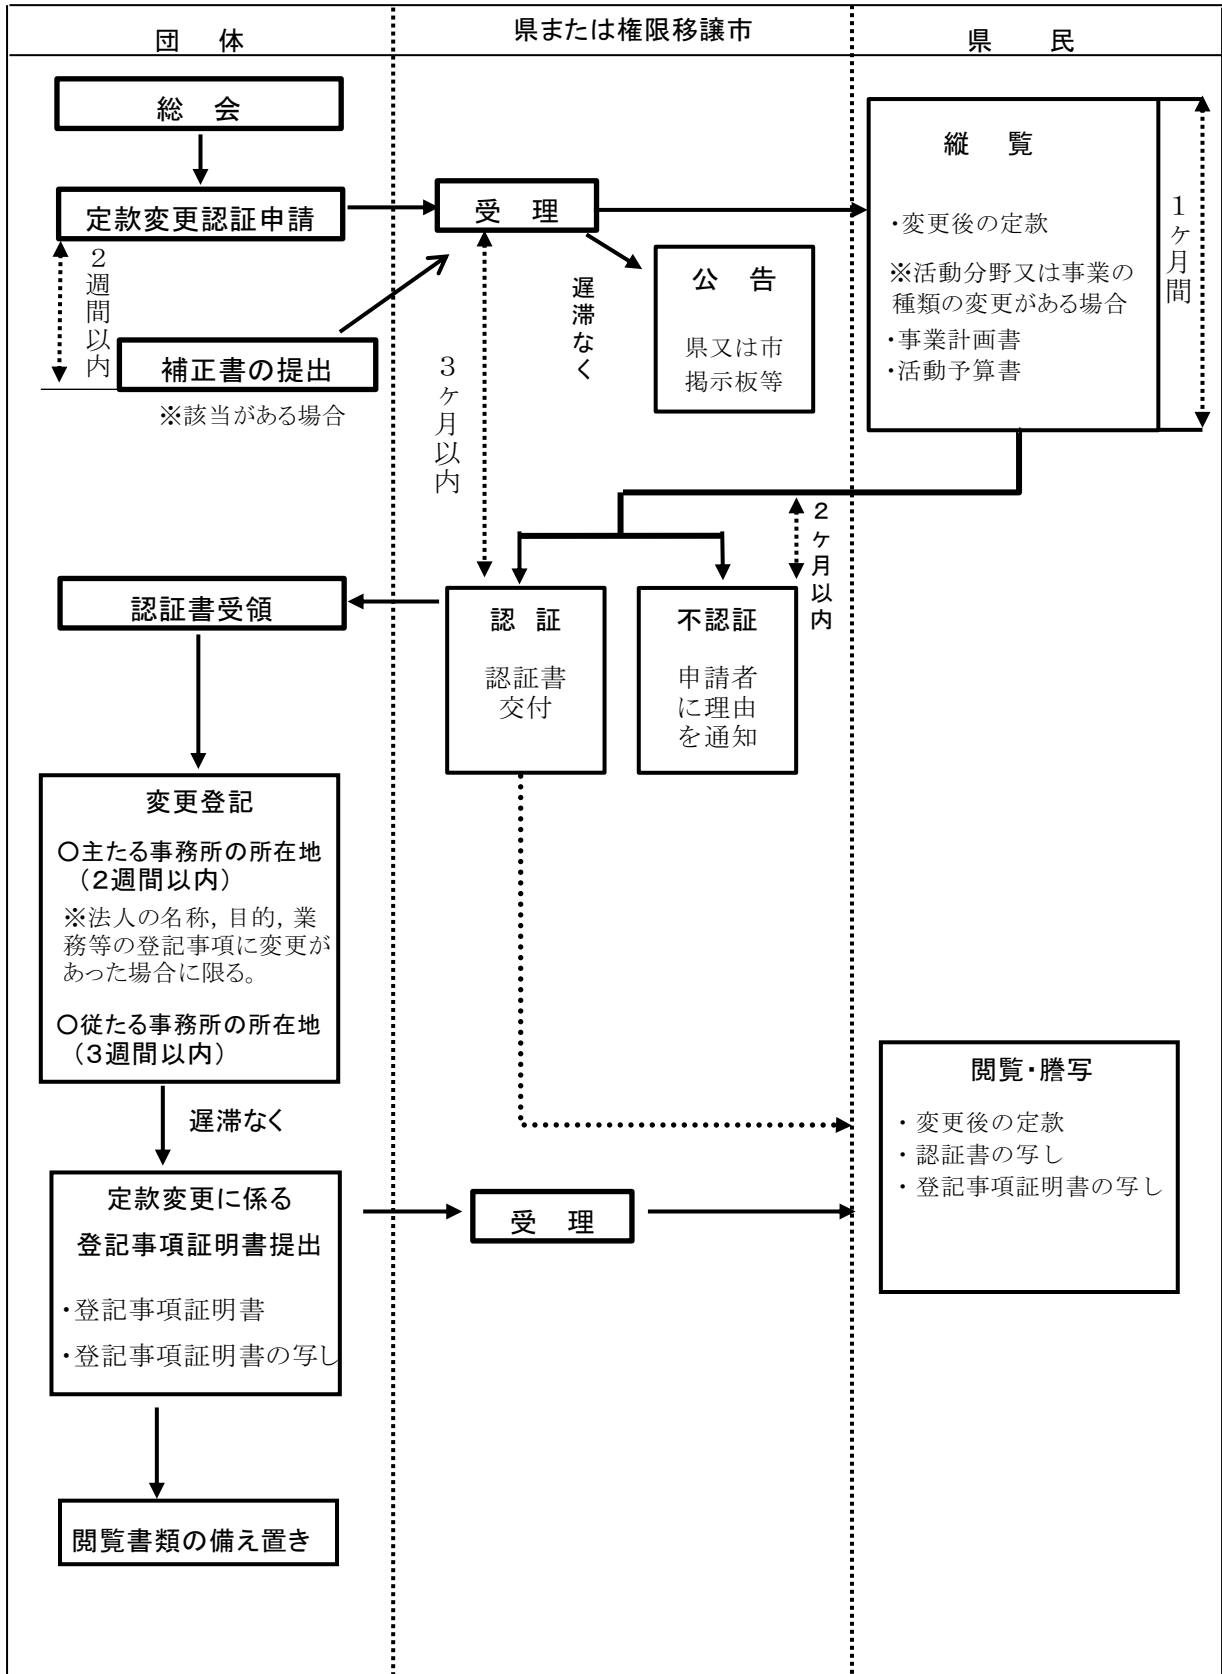 団　体
県または権限移譲市
県　　民
総　会
定款変更認証申請
2週間以内
補正書の提出
※該当がある場合
受　理
遅滞なく
公　告
県又は市
掲示板等
3ヶ月以内
縦　覧
・変更後の定款
※活動分野又は事業の
種類の変更がある場合
・事業計画書
・活動予算書
1ヶ月間
2ヶ月以内
認　証
認証書
交付
不認証
申請者
に理由
を通知
認証書受領
変更登記
○主たる事務所の所在地
（2週間以内）
※法人の名称，目的，業
務等の登記事項に変更が
あった場合に限る。
○従たる事務所の所在地
（3週間以内）
遅滞なく
定款変更に係る
登記事項証明書提出
・登記事項証明書
・登記事項証明書の写し
受　理
閲覧・謄写
・変更後の定款
・認証書の写し
・登記事項証明書の写し
閲覧書類の備え置き